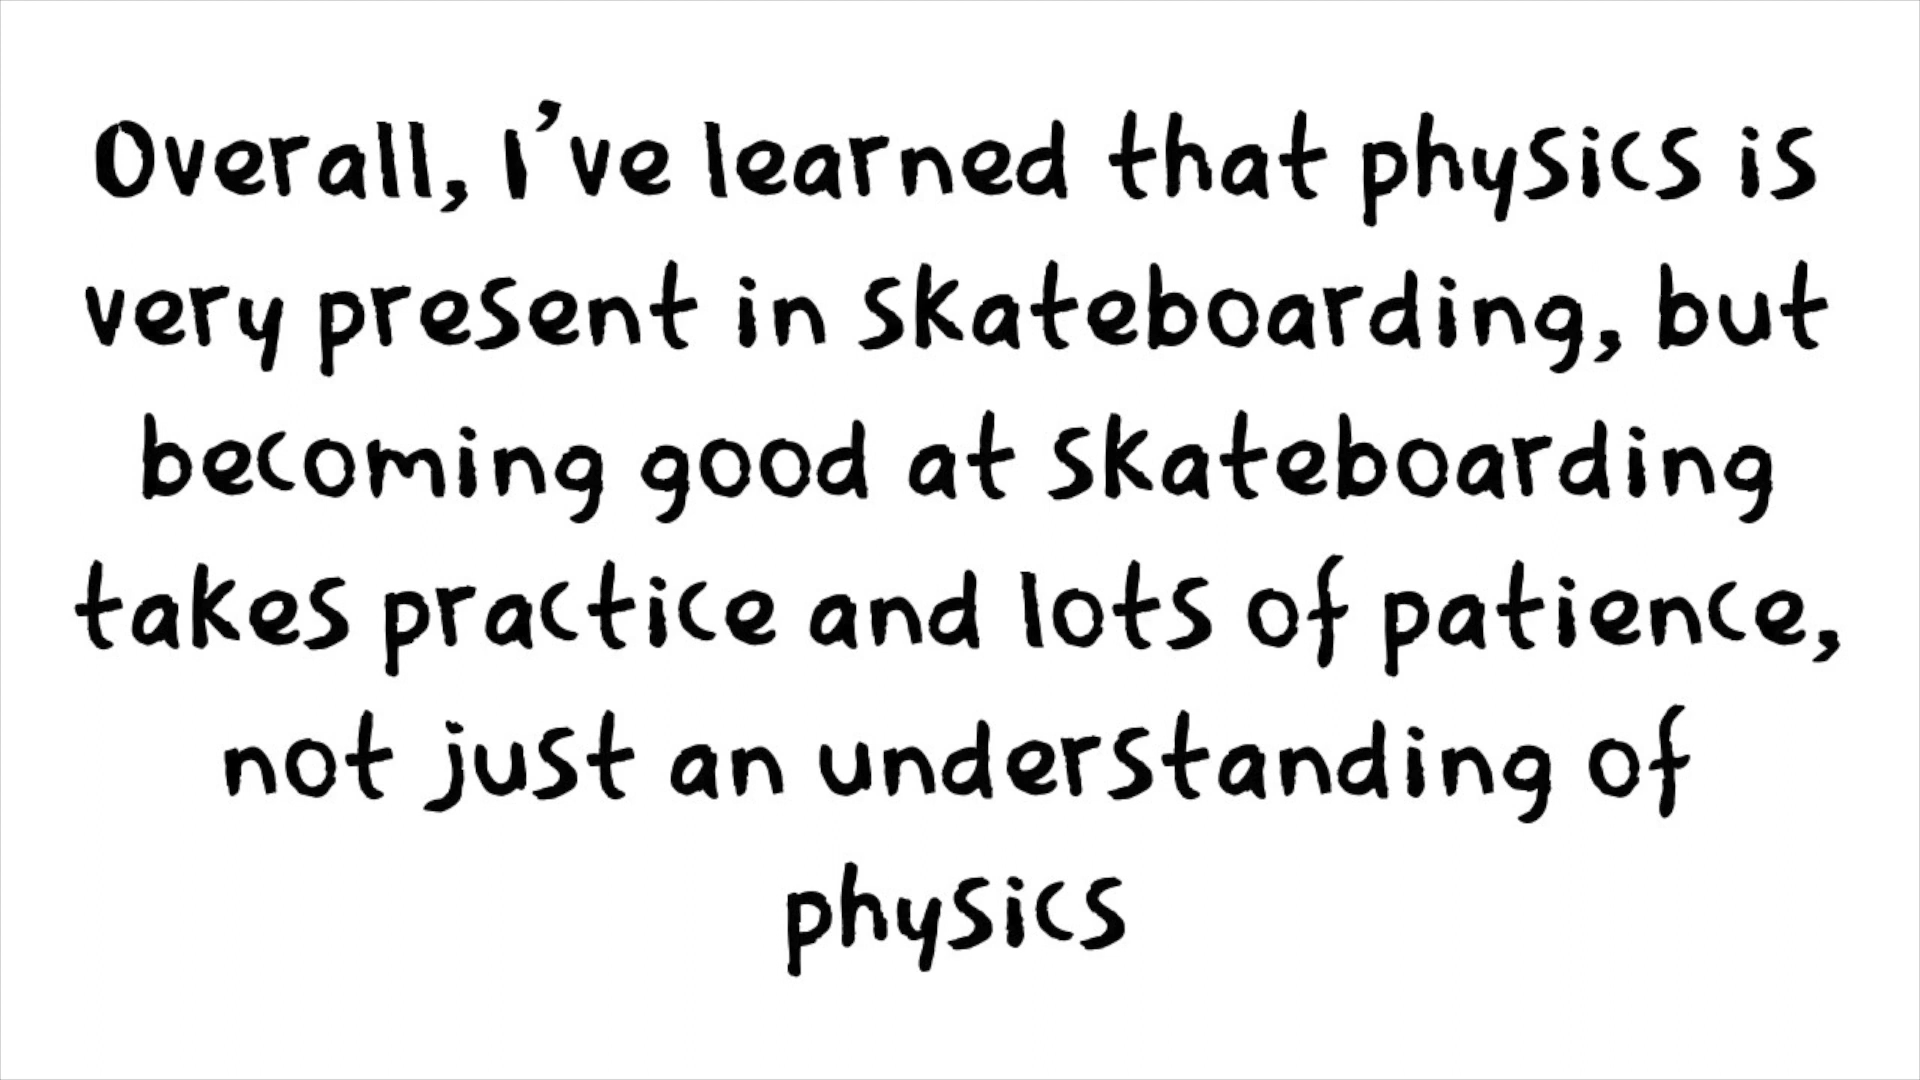 Overall, I've learned that physics is
very present in skateboarding, but
becoming good at skateboarding
takes practice and lots of patience,
not just an understanding of
physics